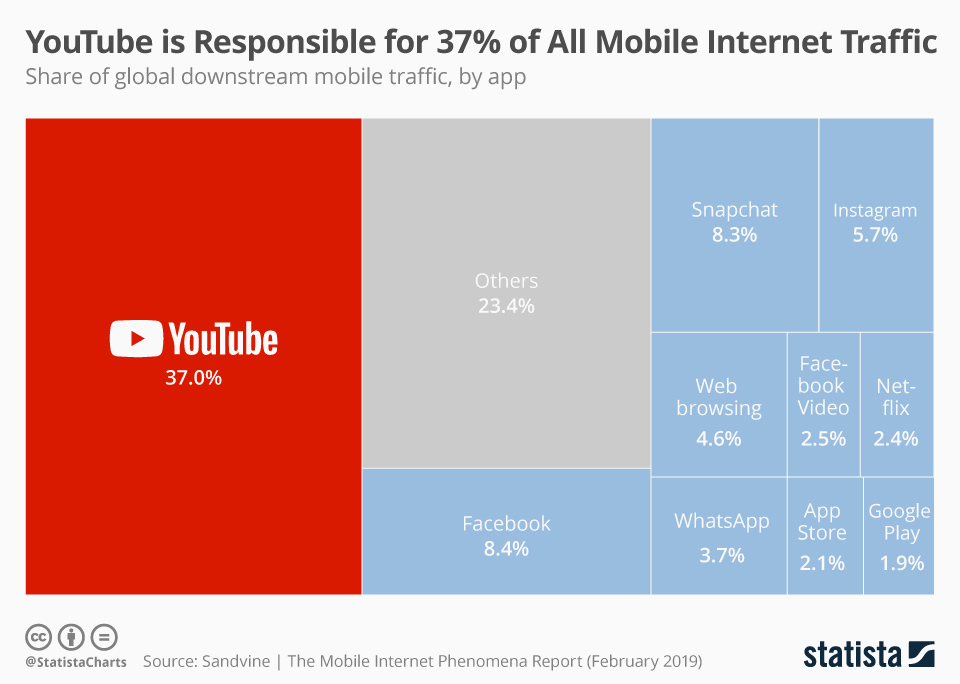 YouTube is Responsible for 37% of All Mobile Internet Traffic
Share of global downstream mobile traffic, by app
YouTube
37.0%
Others
23.4%
Facebook
8.4%
Snapchat
8.3%
Instagram
5.7%
Web
browsing
4.6%
Face-
book
Video
2.5%
Net-
flix
2.4%
WhatsApp
3.7%
App
Store
2.1%
Google
Play
1.9%
cc
@StatistaCharts
Source: Sandvine | The Mobile Internet Phenomena Report (February 2019)
statista